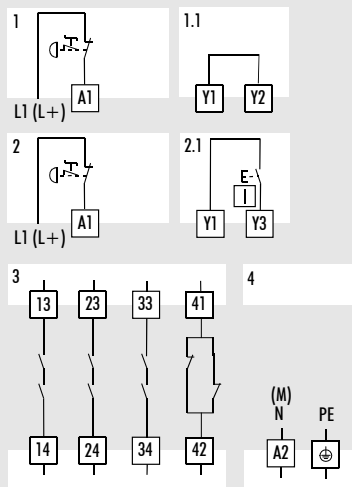 1
A1
L1 (L+)
1.1
Y1 Y2
2
A1
L1 (L+)
2.1
E
I
Y1 Y3
3
13 23 33 41
14 24 34 42
4
(M)
N PE
A2